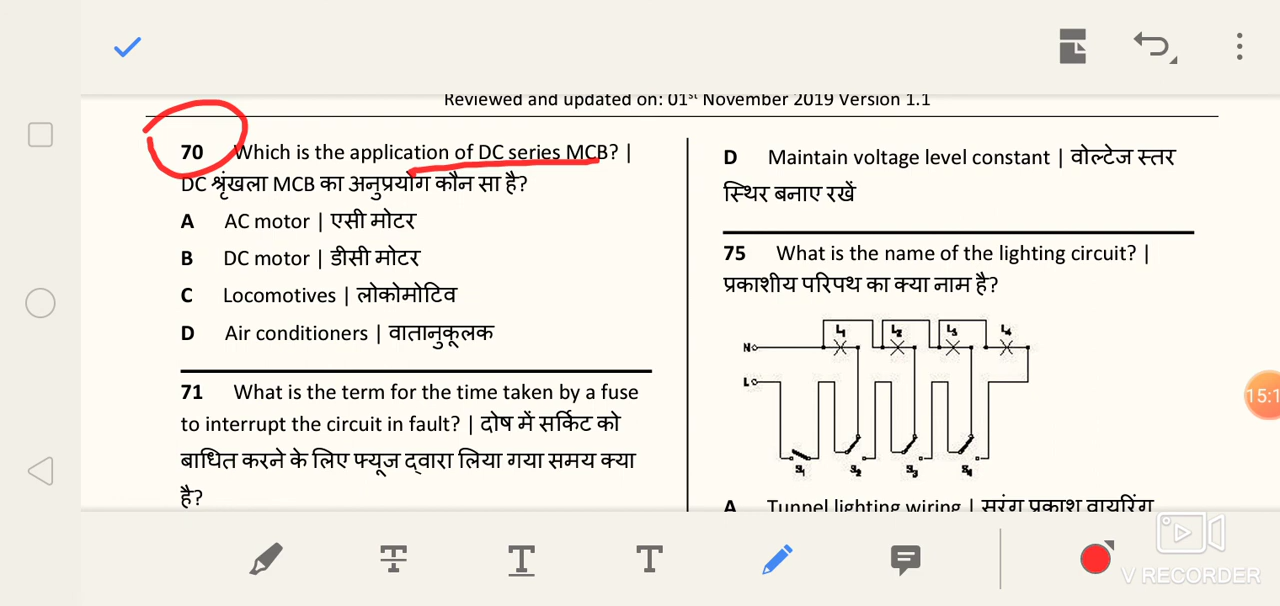 Reviewed and updated on: 01st November 2019 Version 1.1
70 Which is the application of DC series MCB? |
DC श्रृंखला MCB का अनुप्रयोग कौन सा है?
A AC motor | एसी मोटर
B DC motor | डीसी मोटर
C Locomotives | लोकोमोटिव
D Air conditioners | वातानुकूलक
71 What is the term for the time taken by a fuse
to interrupt the circuit in fault? | दोष में सर्किट को
बाधित करने के लिए फ्यूज द्वारा लिया गया समय क्या
है?
D Maintain voltage level constant | वोल्टेज स्तर
स्थिर बनाए रखें
75 What is the name of the lighting circuit? |
प्रकाशीय परिपथ का क्या नाम है?
L1 L2 L3 L4
N
L
S1 S2 S3 S4
A Tunnel lighting wiring | सुरंग प्रकाश वायरिंग
15:1
T T T
V RECORDER